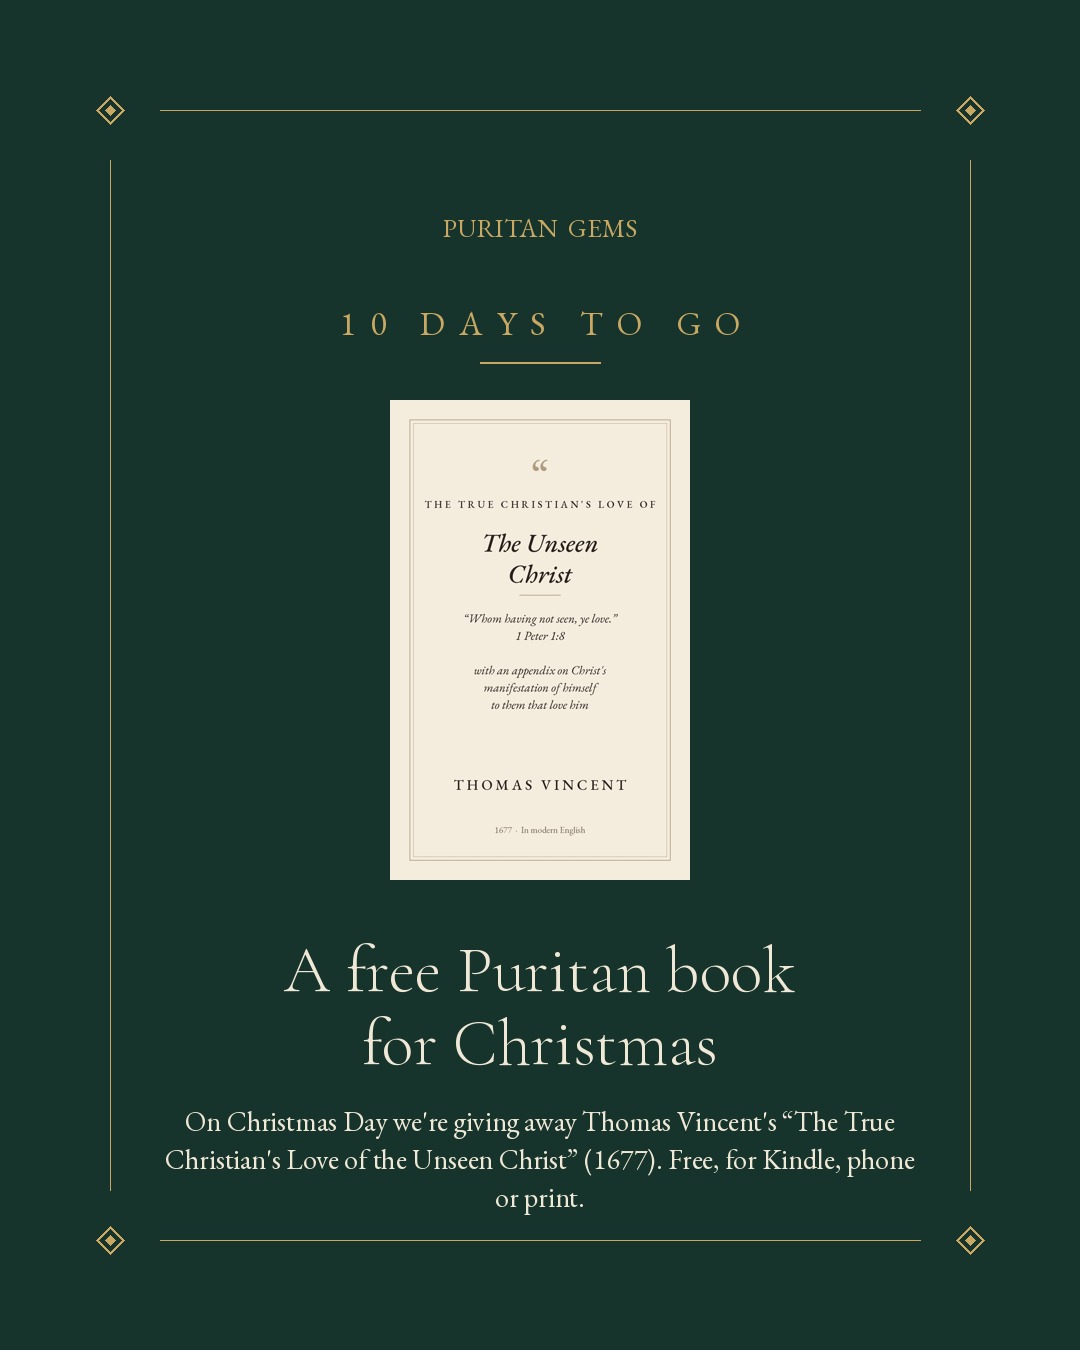 PURITAN GEMS
10 DAYS TO GO
“
THE TRUE CHRISTIAN'S LOVE OF
The Unseen
Christ
“Whom having not seen, ye love.”
1 Peter 1:8
with an appendix on Christ's
manifestation of himself
to them that love him
THOMAS VINCENT
1677 · In modern English
A free Puritan book
for Christmas
On Christmas Day we're giving away Thomas Vincent's “The True
Christian's Love of the Unseen Christ” (1677). Free, for Kindle, phone
or print.